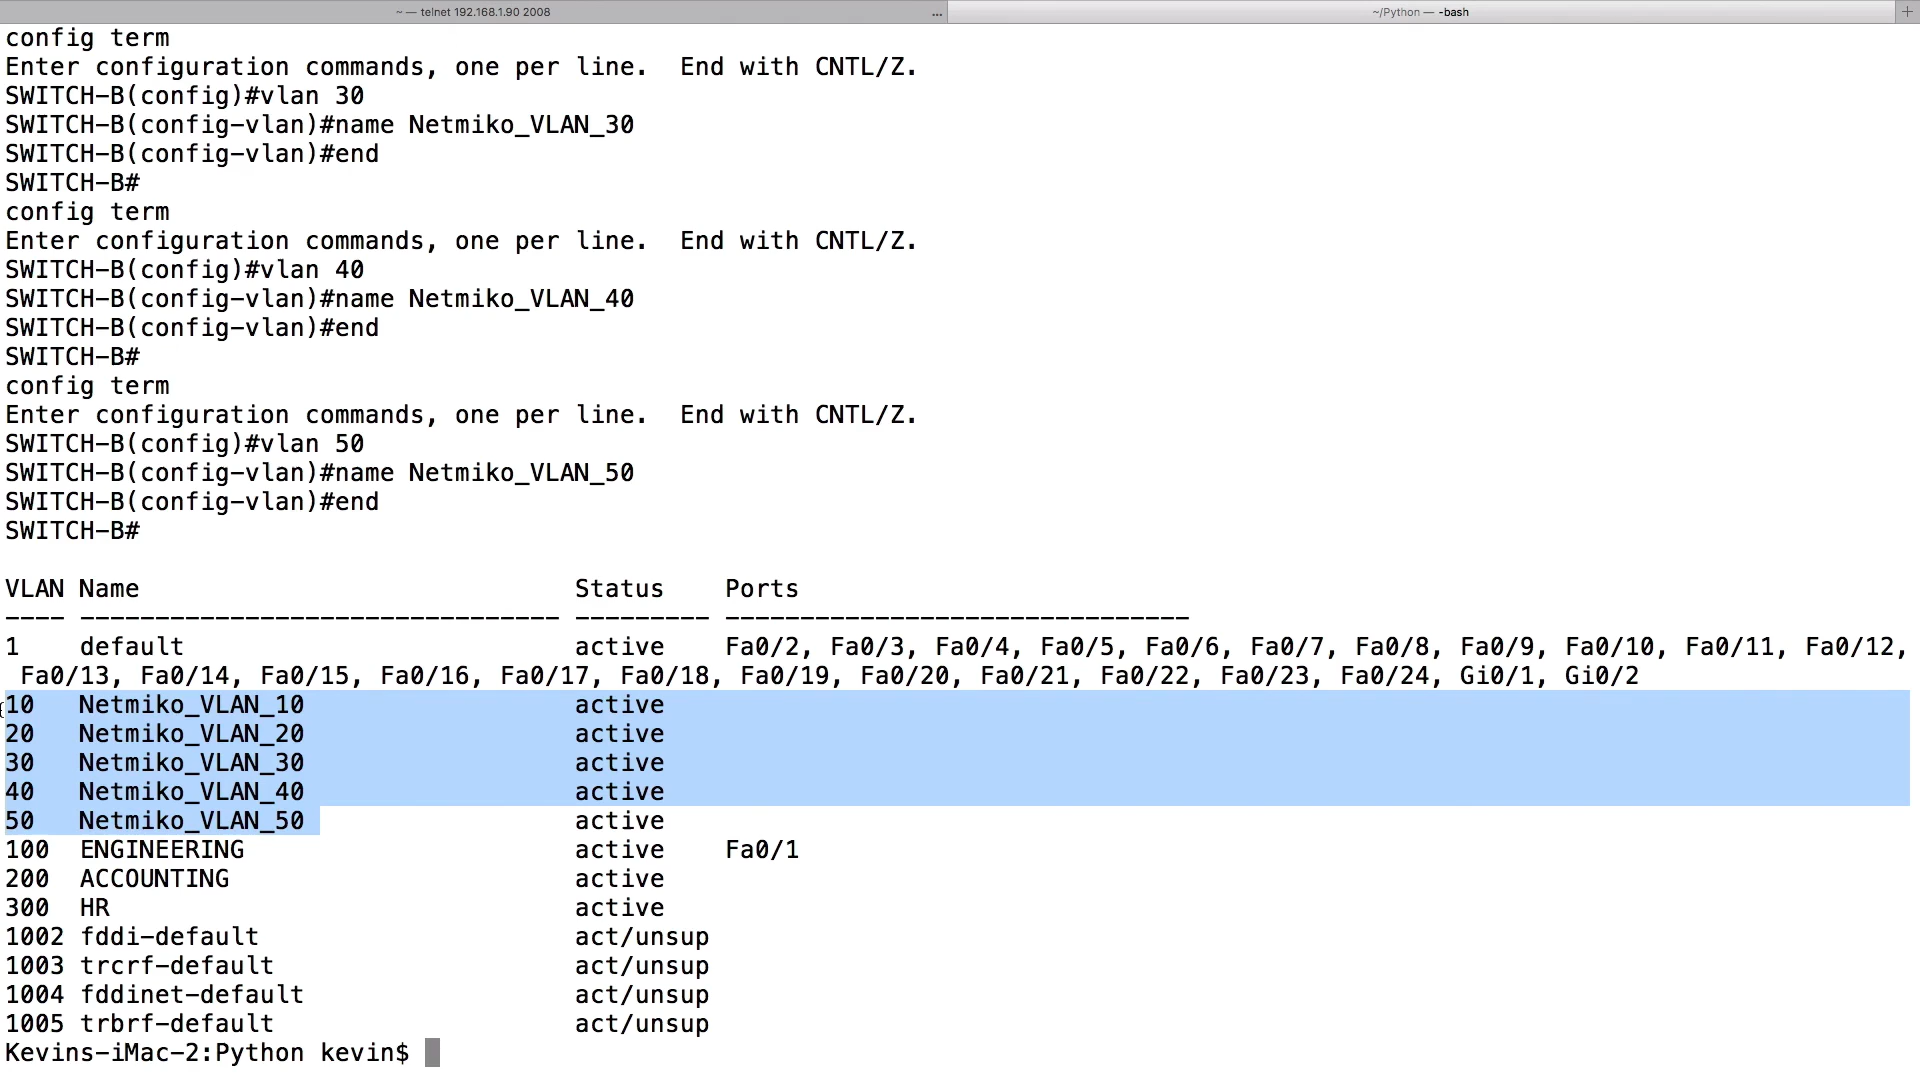 ~ — telnet 192.168.1.90 2008 ... ~/Python — -bash +
config term
Enter configuration commands, one per line.  End with CNTL/Z.
SWITCH-B(config)#vlan 30
SWITCH-B(config-vlan)#name Netmiko_VLAN_30
SWITCH-B(config-vlan)#end
SWITCH-B#
config term
Enter configuration commands, one per line.  End with CNTL/Z.
SWITCH-B(config)#vlan 40
SWITCH-B(config-vlan)#name Netmiko_VLAN_40
SWITCH-B(config-vlan)#end
SWITCH-B#
config term
Enter configuration commands, one per line.  End with CNTL/Z.
SWITCH-B(config)#vlan 50
SWITCH-B(config-vlan)#name Netmiko_VLAN_50
SWITCH-B(config-vlan)#end
SWITCH-B#
VLAN Name                             Status    Ports
---- -------------------------------- --------- -------------------------------
1    default                          active    Fa0/2, Fa0/3, Fa0/4, Fa0/5, Fa0/6, Fa0/7, Fa0/8, Fa0/9, Fa0/10, Fa0/11, Fa0/12,
 Fa0/13, Fa0/14, Fa0/15, Fa0/16, Fa0/17, Fa0/18, Fa0/19, Fa0/20, Fa0/21, Fa0/22, Fa0/23, Fa0/24, Gi0/1, Gi0/2
10   Netmiko_VLAN_10                  active
20   Netmiko_VLAN_20                  active
30   Netmiko_VLAN_30                  active
40   Netmiko_VLAN_40                  active
50   Netmiko_VLAN_50                  active
100  ENGINEERING                      active    Fa0/1
200  ACCOUNTING                       active
300  HR                               active
1002 fddi-default                     act/unsup
1003 trcrf-default                    act/unsup
1004 fddinet-default                  act/unsup
1005 trbrf-default                    act/unsup
Kevins-iMac-2:Python kevin$